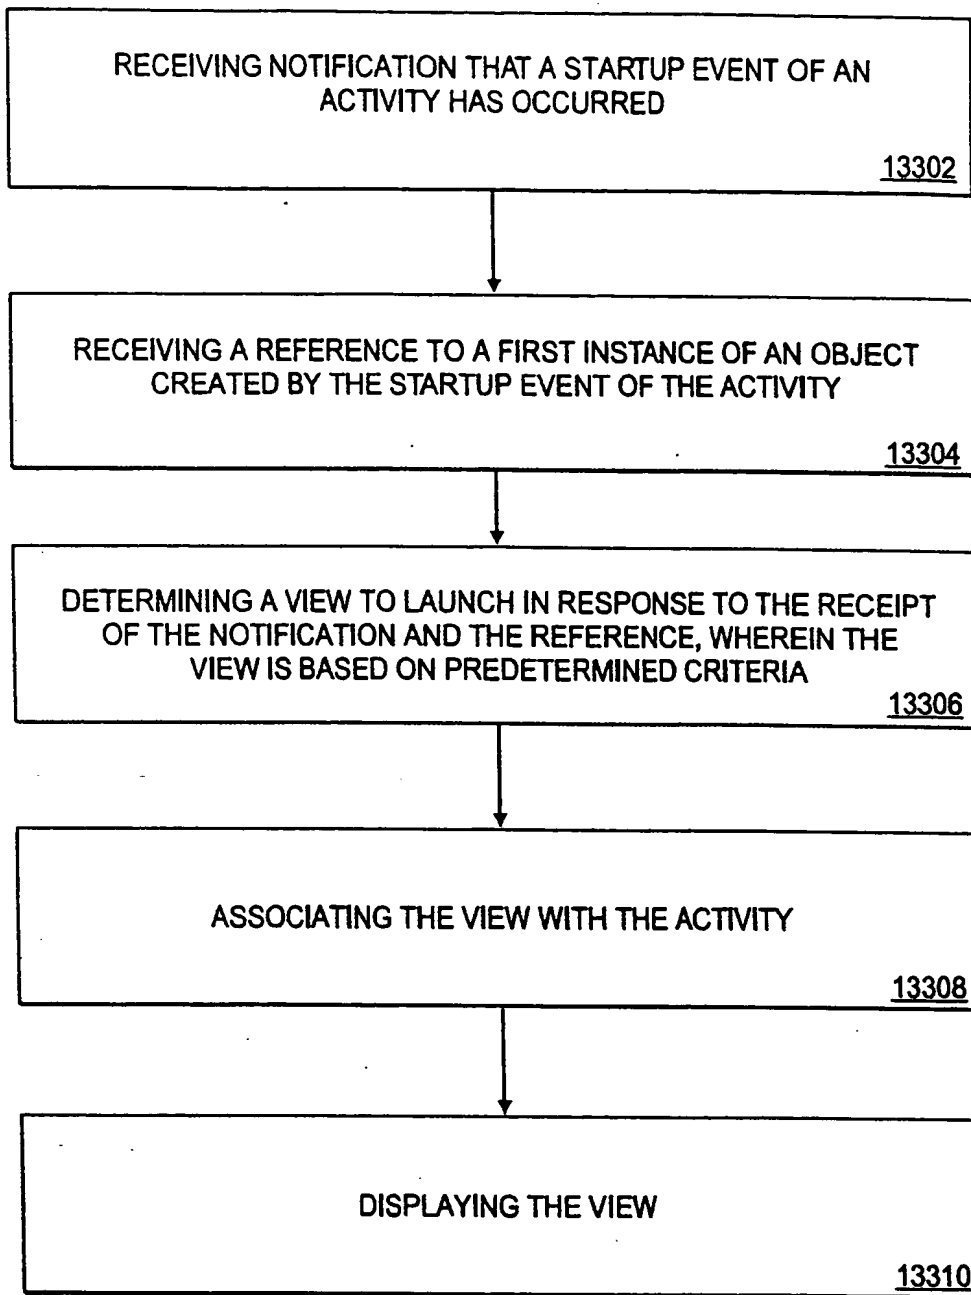 RECEIVING NOTIFICATION THAT A STARTUP EVENT OF AN
ACTIVITY HAS OCCURRED
13302
RECEIVING A REFERENCE TO A FIRST INSTANCE OF AN OBJECT
CREATED BY THE STARTUP EVENT OF THE ACTIVITY
13304
DETERMINING A VIEW TO LAUNCH IN RESPONSE TO THE RECEIPT
OF THE NOTIFICATION AND THE REFERENCE, WHEREIN THE
VIEW IS BASED ON PREDETERMINED CRITERIA
13306
ASSOCIATING THE VIEW WITH THE ACTIVITY
13308
DISPLAYING THE VIEW
13310